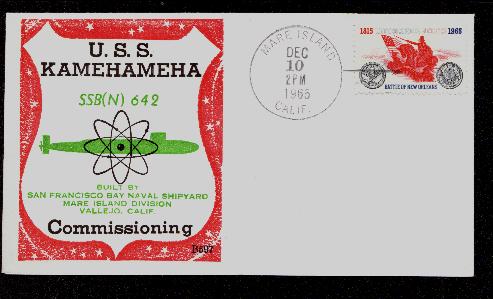 U.S.S.
KAMEHAMEHA
SSB(N) 642
BUILT BY
SAN FRANCISCO BAY NAVAL SHIPYARD
MARE ISLAND DIVISION
VALLEJO, CALIF.
Commissioning
MARE ISLAND
DEC
10
2 PM
1965
CALIF.
1815
1965
BATTLE OF NEW ORLEANS